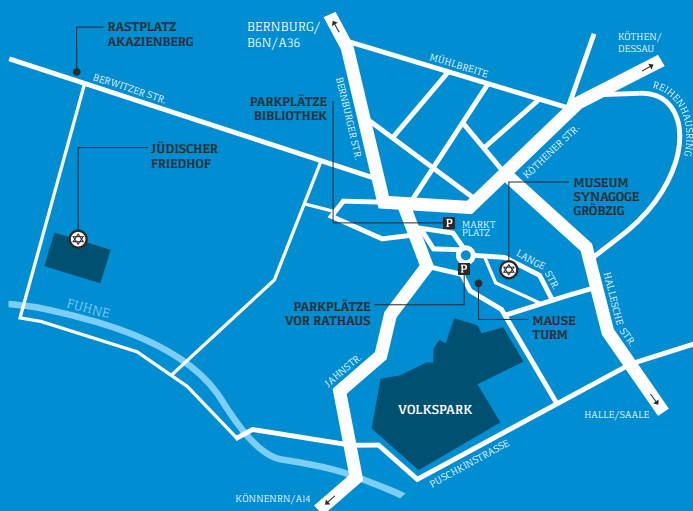 RASTPLATZ
AKAZIENBERG
BERNBURG/
B6N/A36
KÖTHEN/
DESSAU
MÜHLBREITE
BERWITZER STR.
REIHENHAUSRING
BERNBURGER STR.
PARKPLÄTZE
BIBLIOTHEK
KÖTHENER STR.
JÜDISCHER
FRIEDHOF
MUSEUM
SYNAGOGE
GRÖBZIG
P
MARKT
PLATZ
LANGE STR.
P
HALLESCHE STR.
FUHNE
PARKPLÄTZE
VOR RATHAUS
MAUSE
TURM
JAHNSTR.
VOLKSPARK
HALLE/SAALE
PUSCHKINSTRASSE
KÖNNENRN/A14